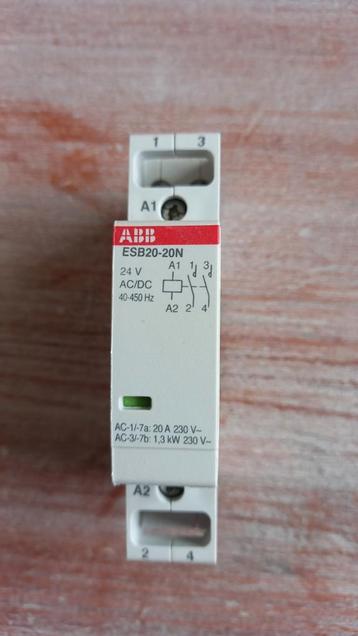 1 3
A1
ABB
ESB20-20N
24 V
AC/DC
40-450 Hz
A1 1 3
A2 2 4
AC-1/-7a: 20 A 230 V~
AC-3/-7b: 1,3 kW 230 V~
A2
2 4